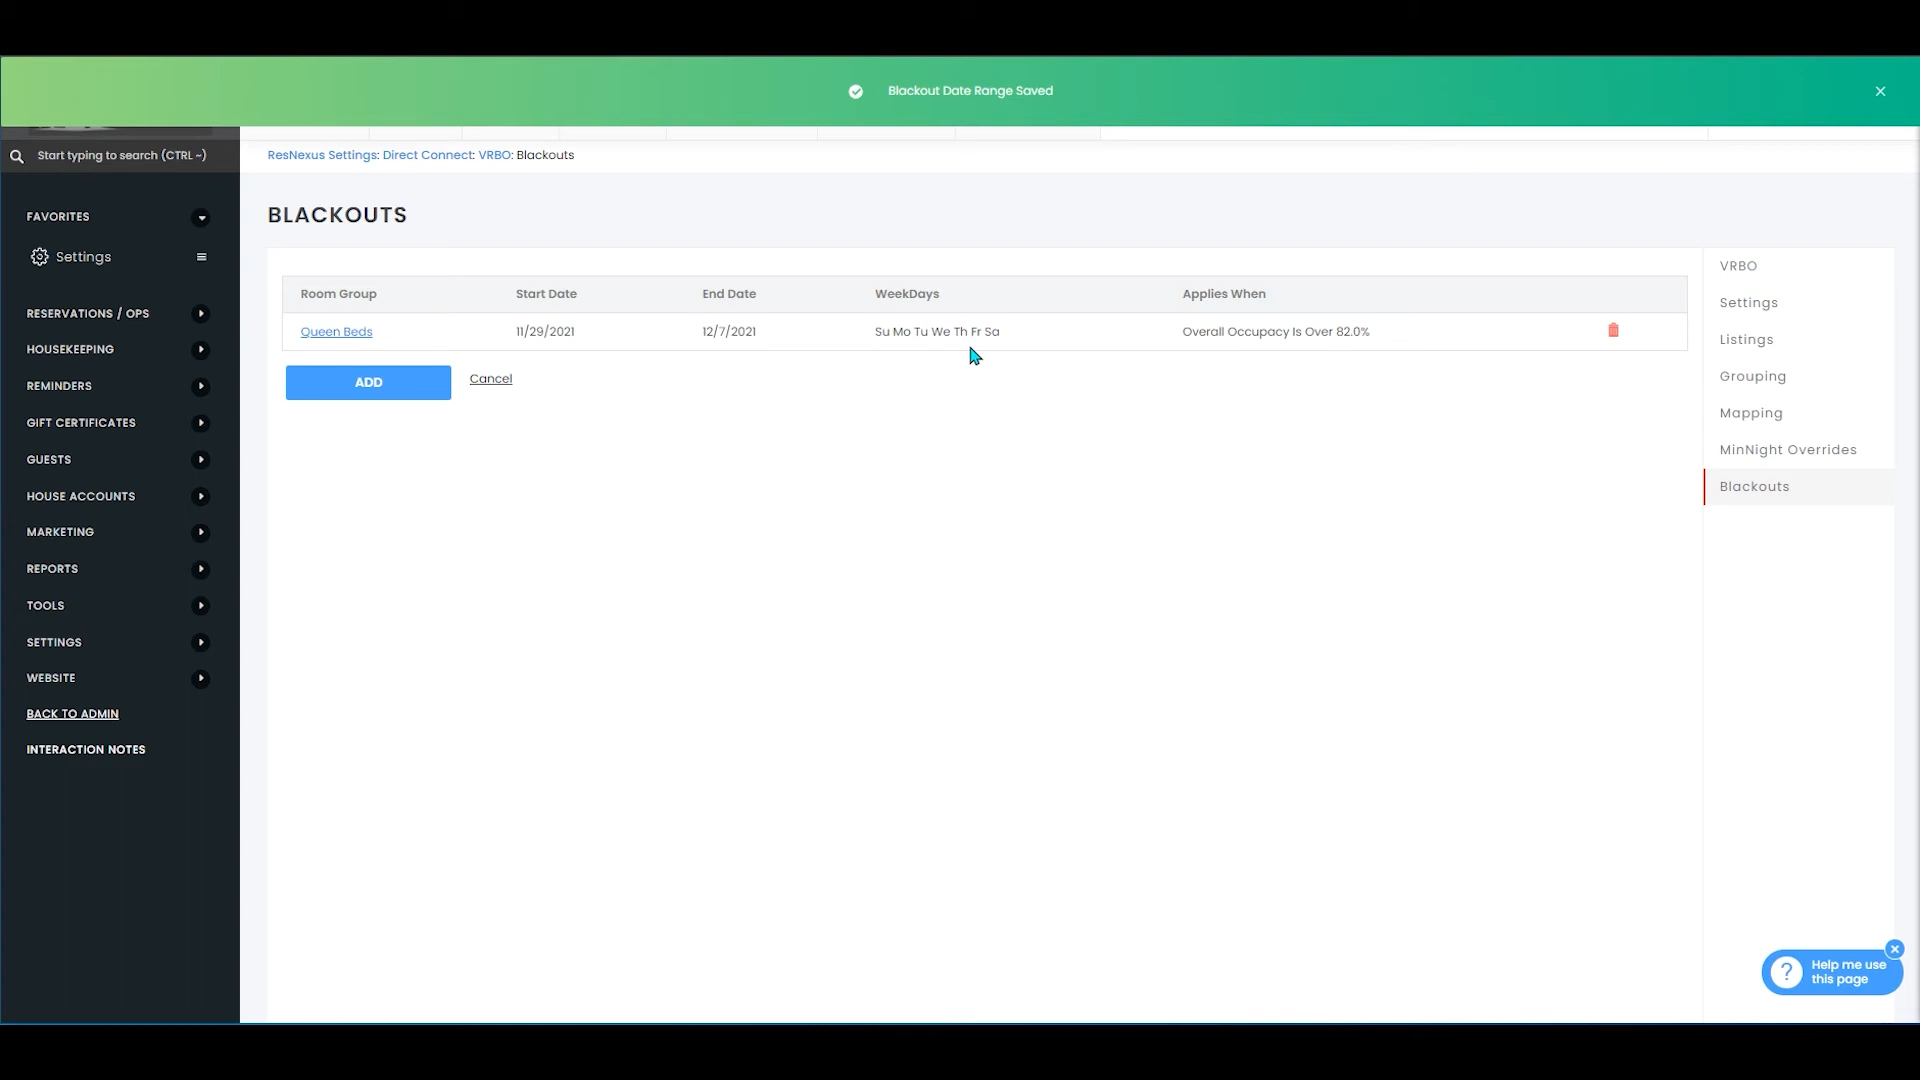 Blackout Date Range Saved
Start typing to search (CTRL ~)
ResNexus Settings: Direct Connect: VRBO: Blackouts
FAVORITES
Settings
RESERVATIONS / OPS
HOUSEKEEPING
REMINDERS
GIFT CERTIFICATES
GUESTS
HOUSE ACCOUNTS
MARKETING
REPORTS
TOOLS
SETTINGS
WEBSITE
BACK TO ADMIN
INTERACTION NOTES
BLACKOUTS
Room Group Start Date End Date WeekDays Applies When
Queen Beds 11/29/2021 12/7/2021 Su Mo Tu We Th Fr Sa Overall Occupacy Is Over 82.0%
ADD Cancel
VRBO
Settings
Listings
Grouping
Mapping
MinNight Overrides
Blackouts
? Help me use
this page